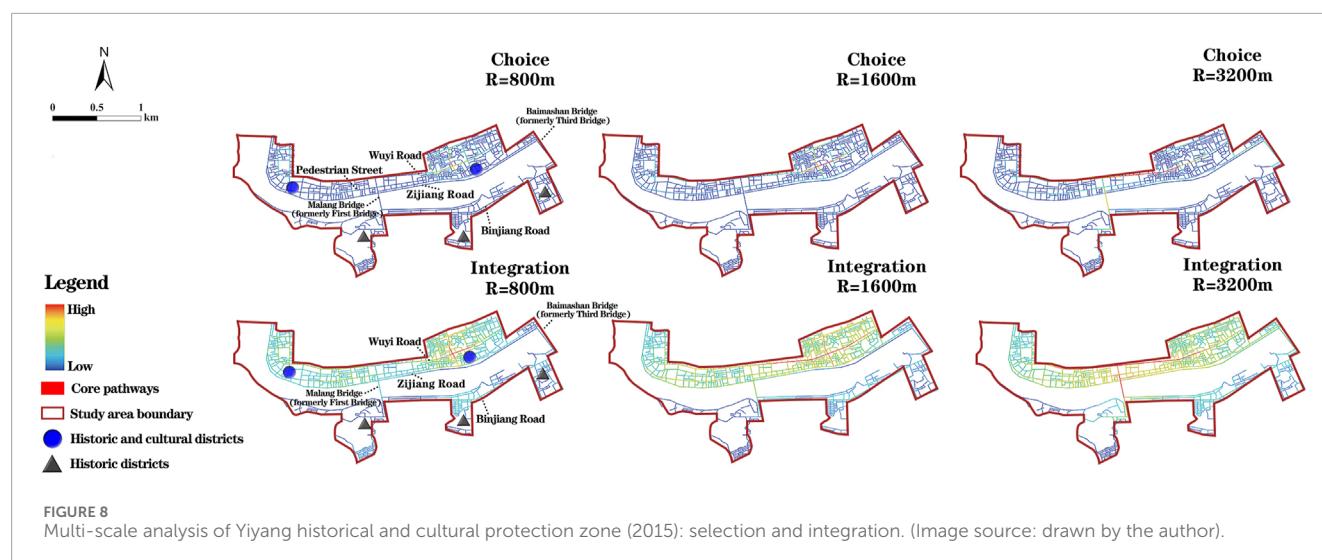 N
0 0.5 1
km
Choice
R=800m
Choice
R=1600m
Choice
R=3200m
Baimashan Bridge
(formerly Third Bridge)
Wuyi Road
Pedestrian Street
Zijiang Road
Malang Bridge
(formerly First Bridge)
Binjiang Road
Integration
R=800m
Integration
R=1600m
Integration
R=3200m
Baimashan Bridge
(formerly Third Bridge)
Wuyi Road
Zijiang Road
Malang Bridge
(formerly First Bridge)
Binjiang Road
Legend
High
Low
Core pathways
Study area boundary
Historic and cultural districts
Historic districts
FIGURE 8
Multi-scale analysis of Yiyang historical and cultural protection zone (2015): selection and integration. (Image source: drawn by the author).